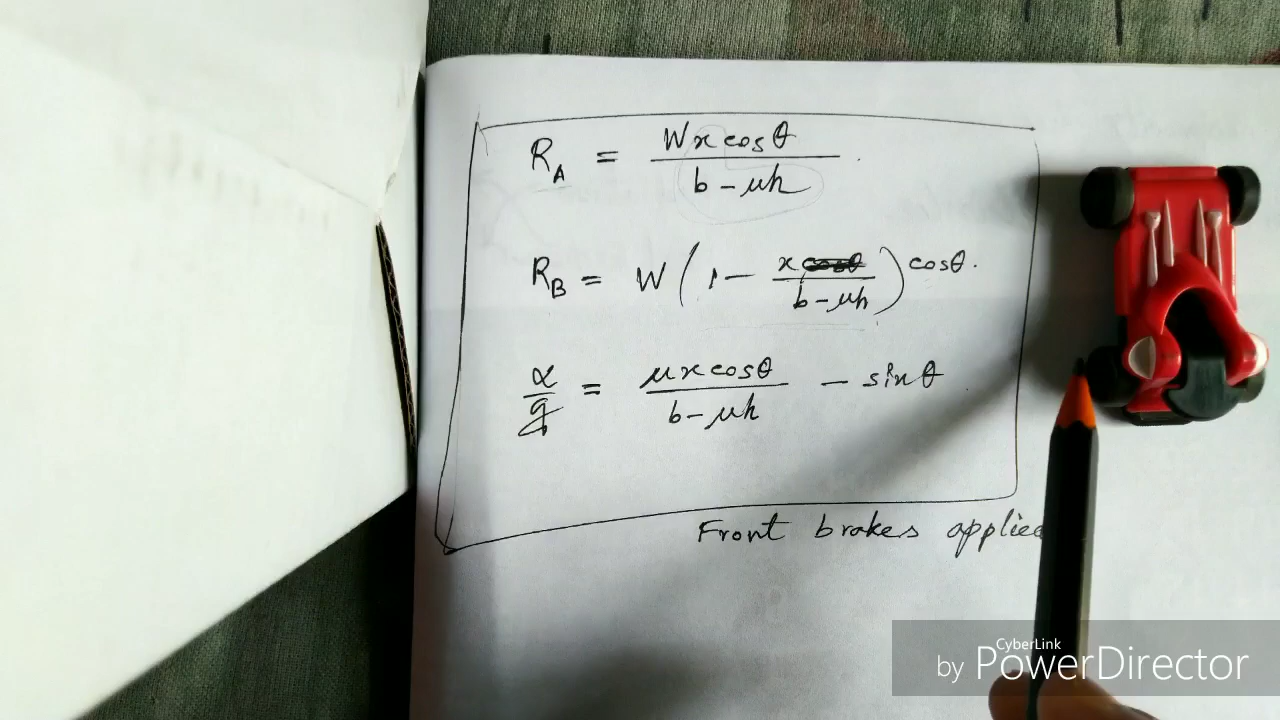 R_A = Wx cosθ / (b - μh).
R_B = W (1 - x / (b - μh)) cosθ.
α/g = μx cosθ / (b - μh) - sinθ
Front brakes applied
CyberLink
by PowerDirector